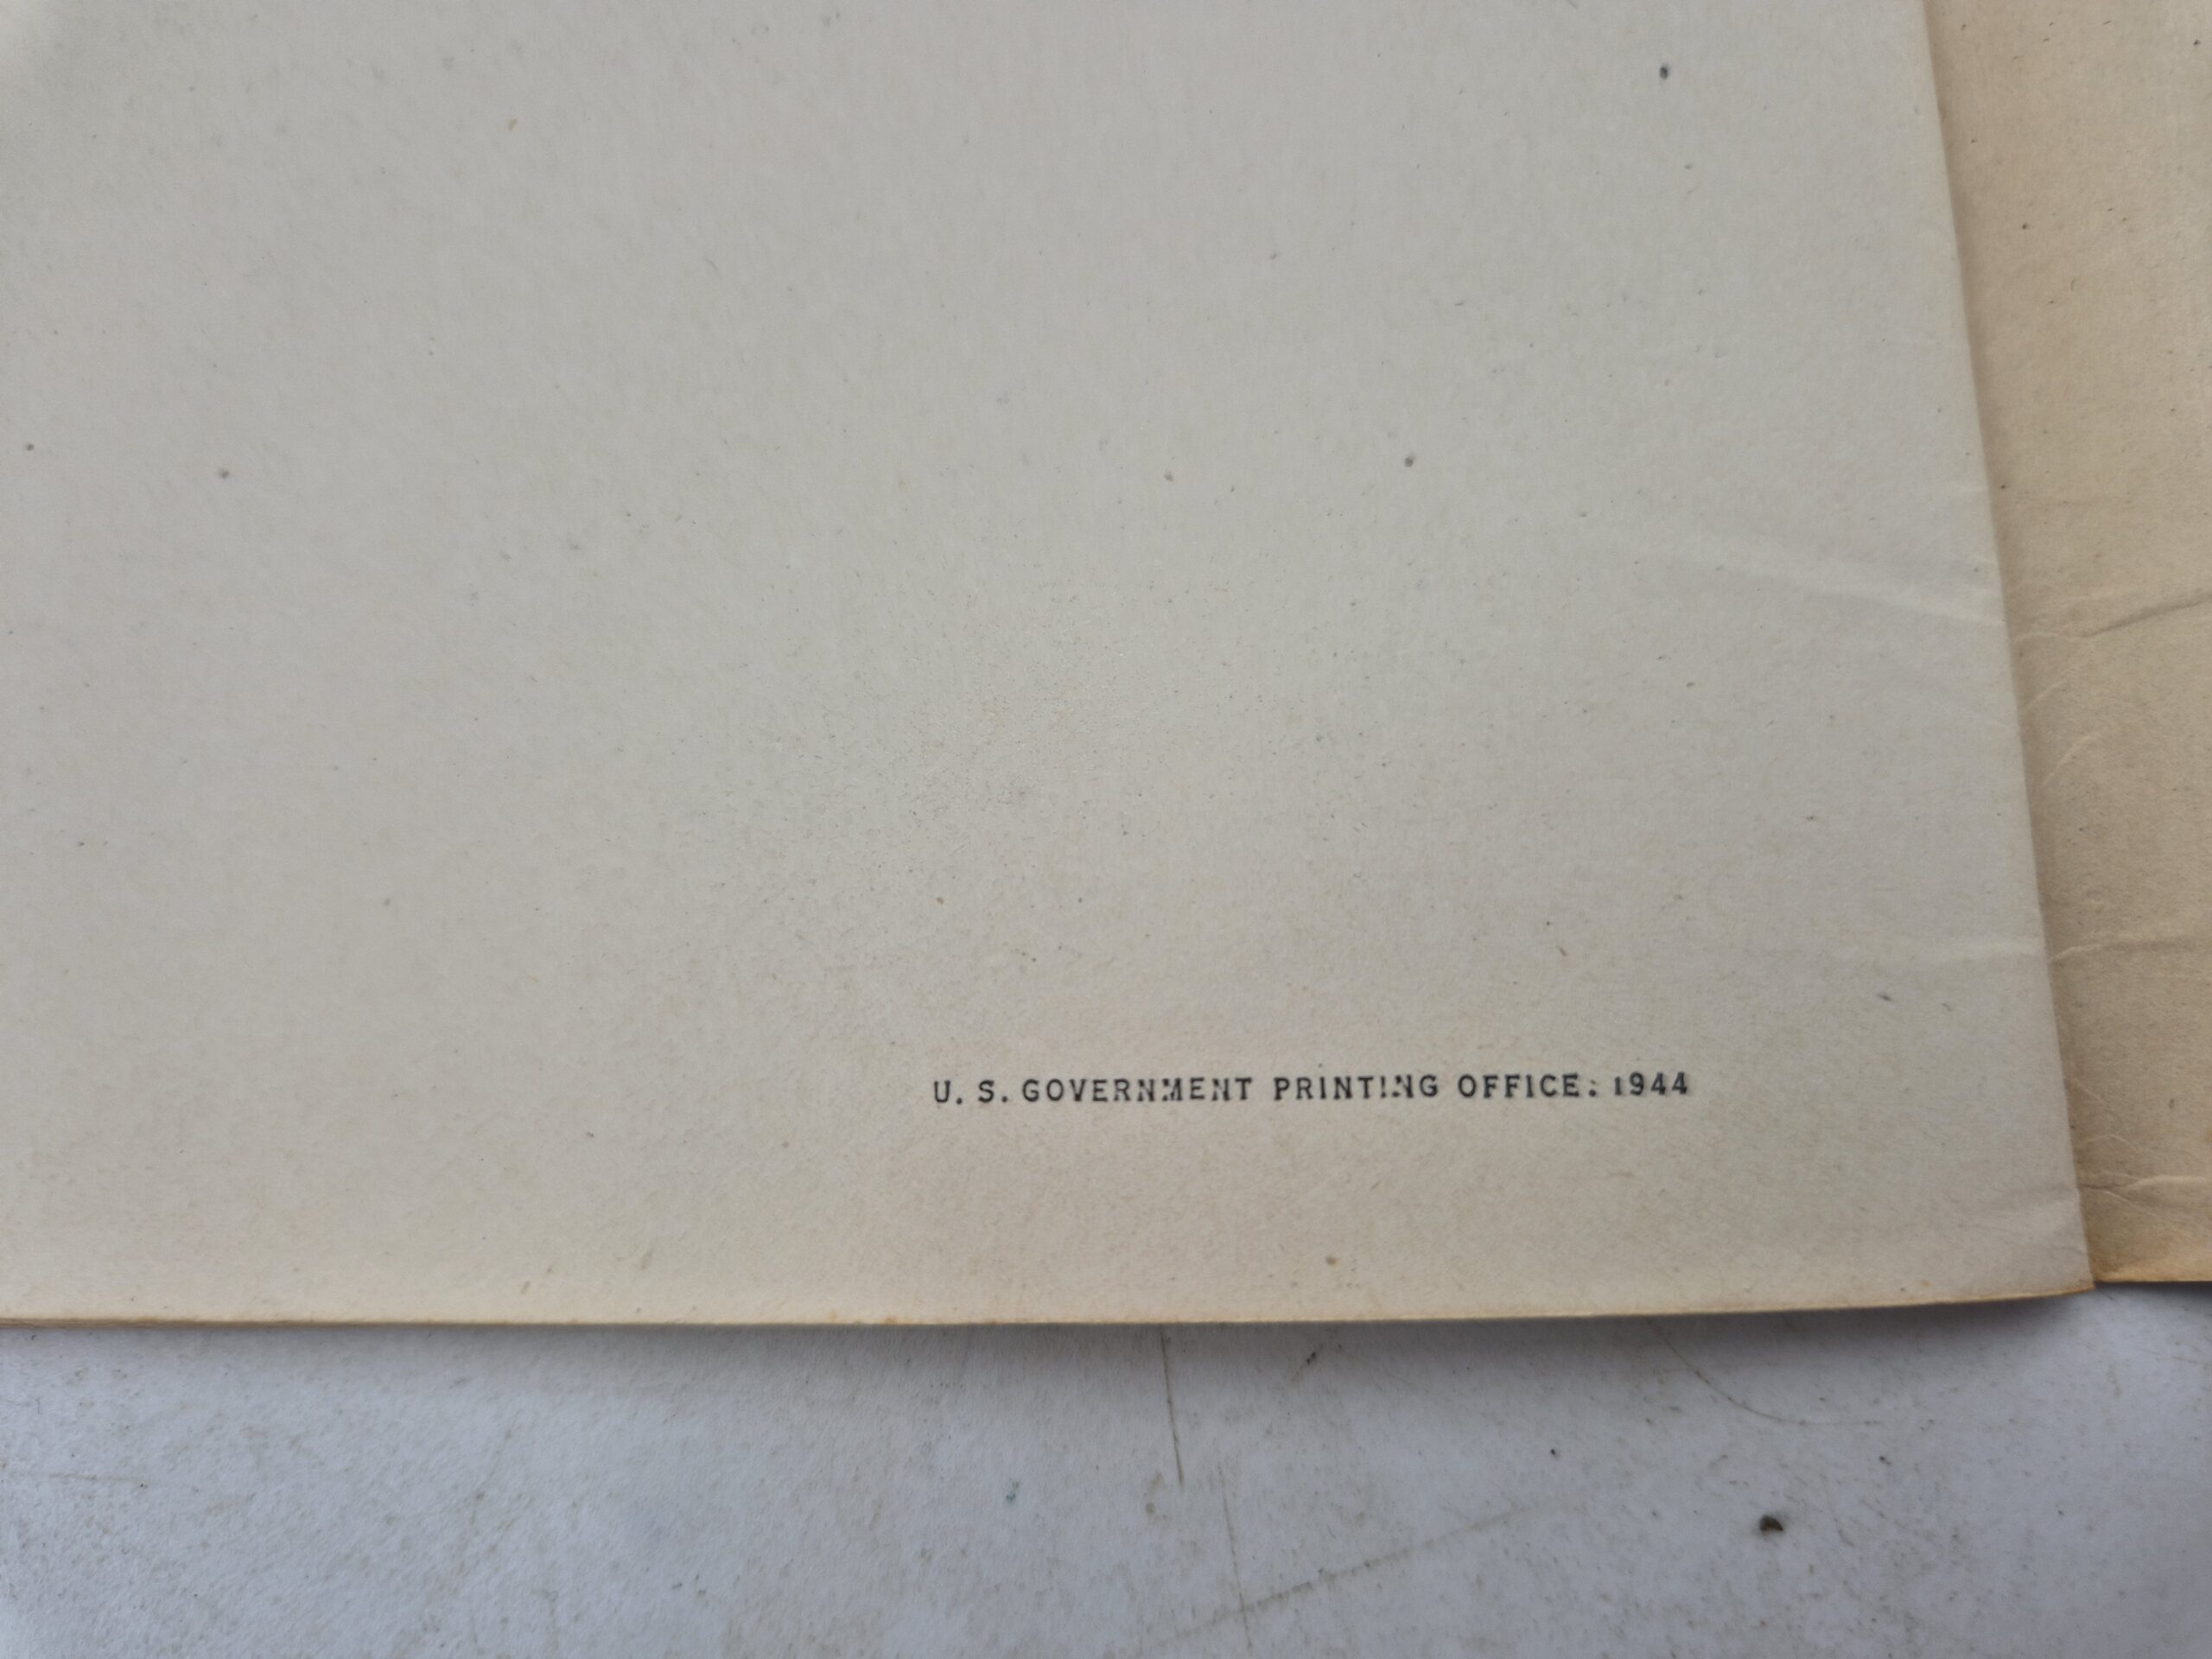 U. S. GOVERNMENT PRINTING OFFICE: 1944